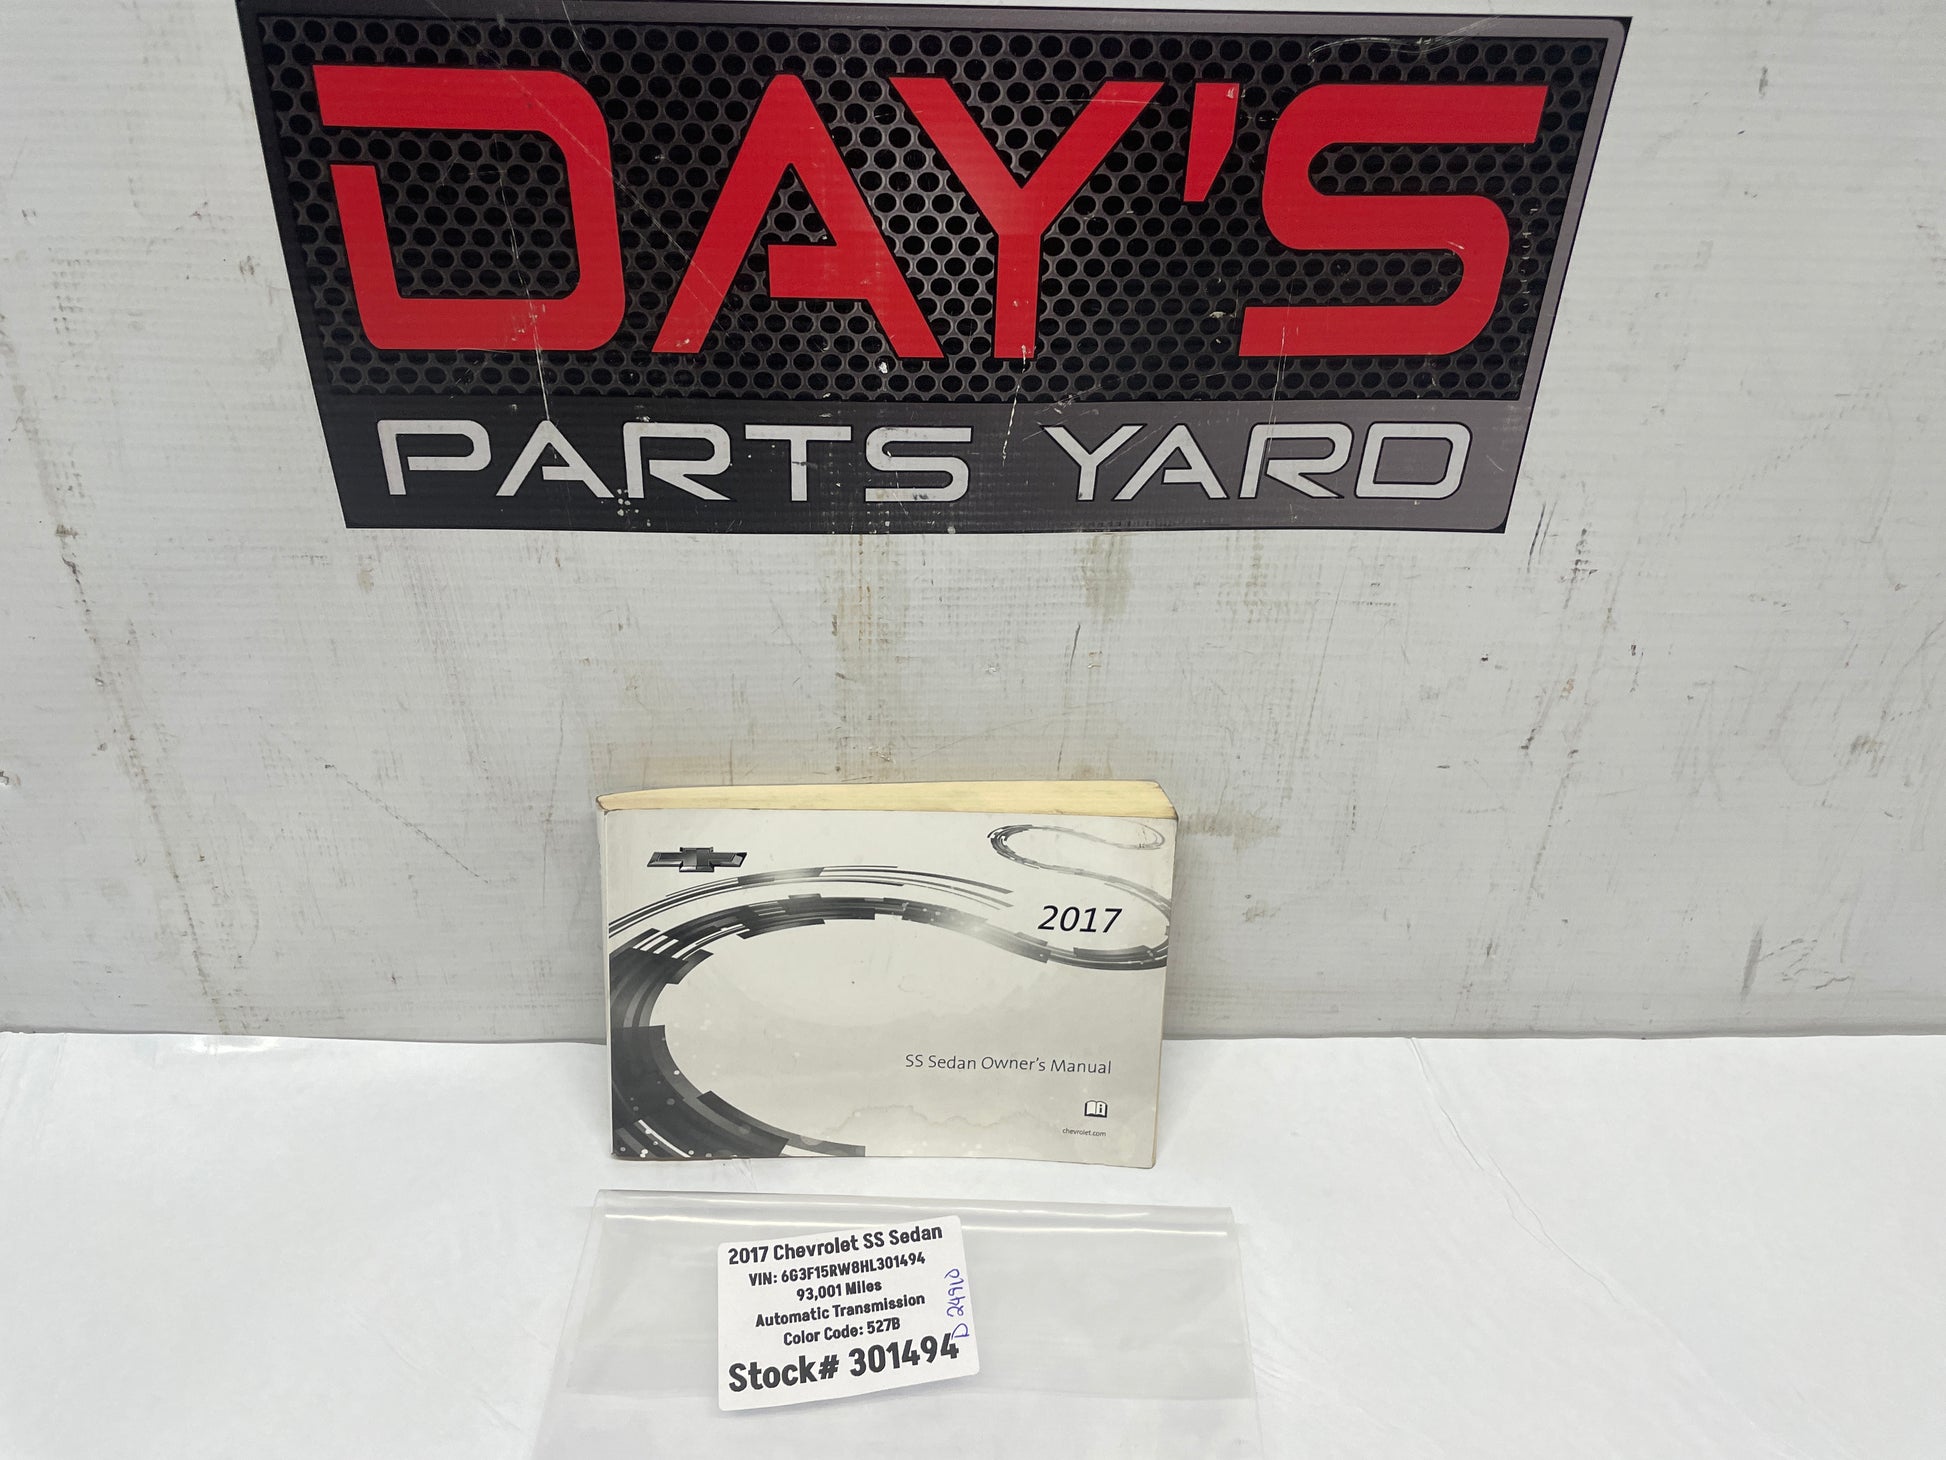 DAY'S
PARTS YARD
2017
SS Sedan Owner's Manual
i
chevrolet.com
2017 Chevrolet SS Sedan
VIN: 6G3F15RW8HL301494
93,001 Miles
Automatic Transmission
Color Code: 527B
Stock# 301494